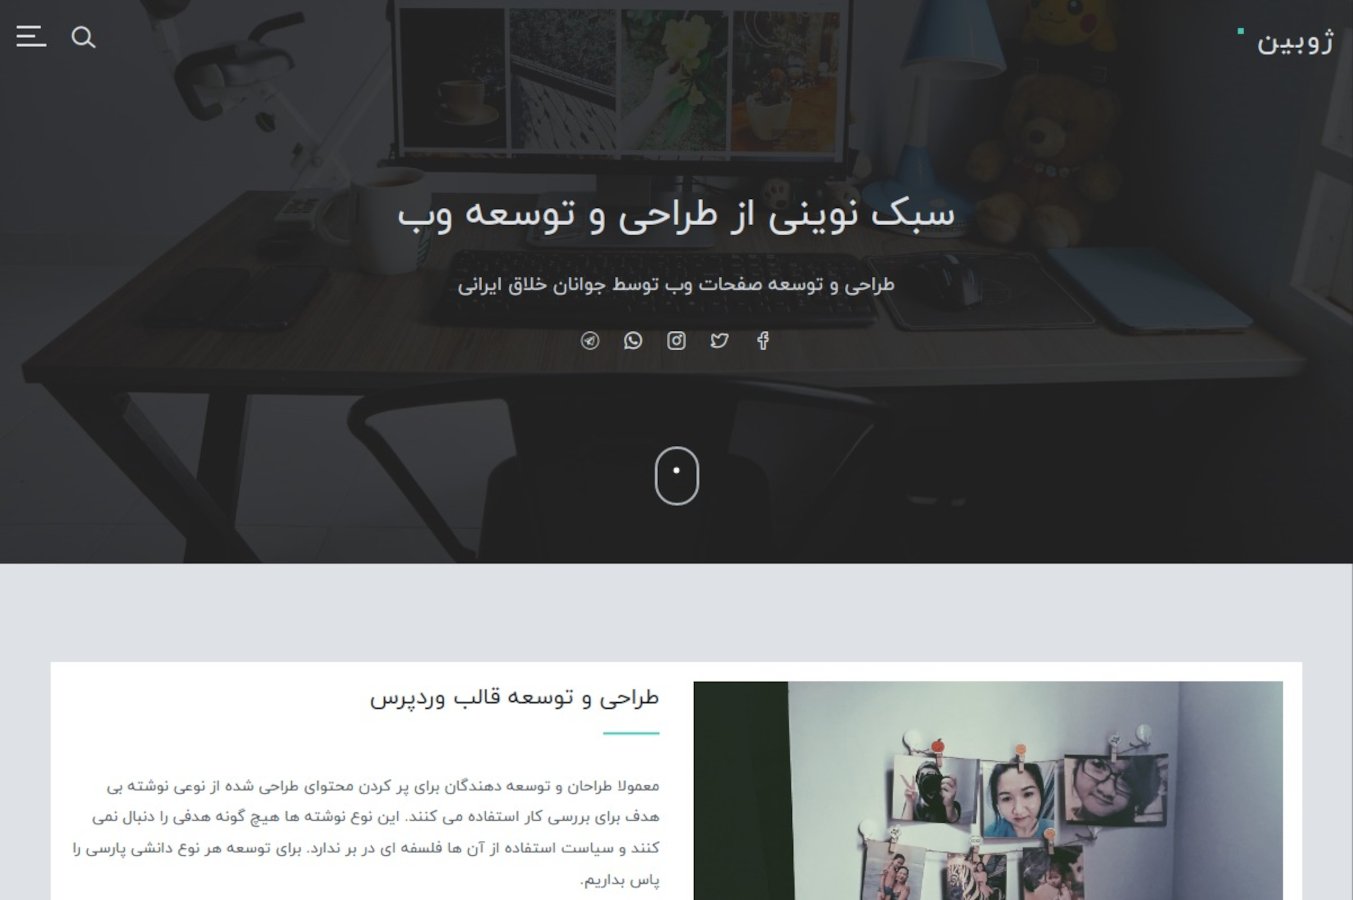 ژوبین
سبک نوینی از طراحی و توسعه وب
طراحی و توسعه صفحات وب توسط جوانان خلاق ایرانی
طراحی و توسعه قالب وردپرس
معمولا طراحان و توسعه دهندگان برای پر کردن محتوای طراحی شده از نوعی نوشته بی
هدف برای بررسی کار استفاده می کنند. این نوع نوشته ها هیچ گونه هدفی را دنبال نمی
کنند و سیاست استفاده از آن ها فلسفه ای در بر ندارد. برای توسعه هر نوع دانشی پارسی را
پاس بداریم.